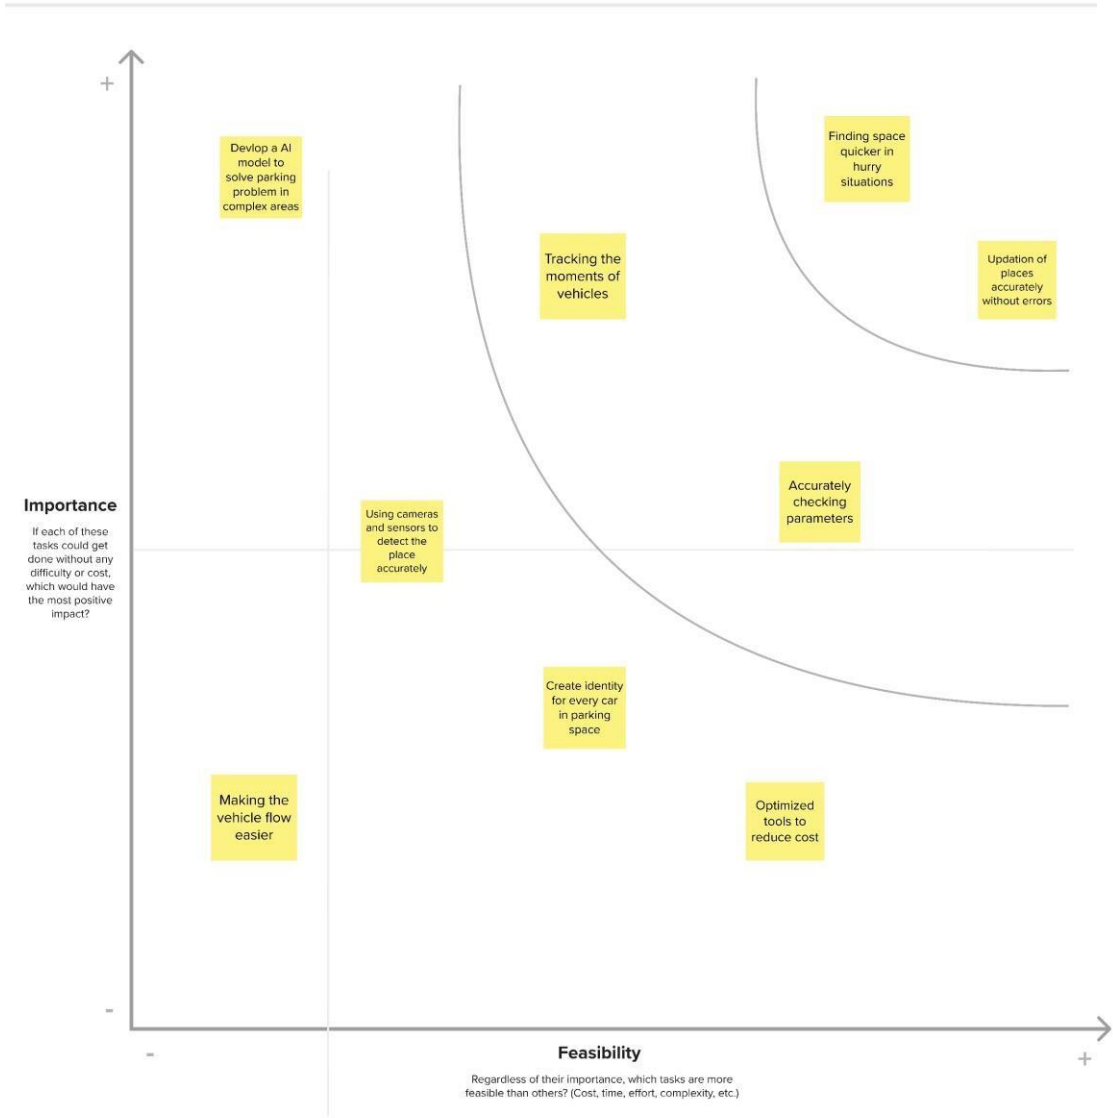 +
Devlop a AI
model to
solve parking
problem in
complex areas
Finding space
quicker in
hurry
situations
Tracking the
moments of
vehicles
Updation of
places
accurately
without errors
Importance
If each of these
tasks could get
done without any
difficulty or cost,
which would have
the most positive
impact?
Using cameras
and sensors to
detect the
place
accurately
Accurately
checking
parameters
Create identity
for every car
in parking
space
Making the
vehicle flow
easier
Optimized
tools to
reduce cost
-
-
Feasibility
+
Regardless of their importance, which tasks are more
feasible than others? (Cost, time, effort, complexity, etc.)